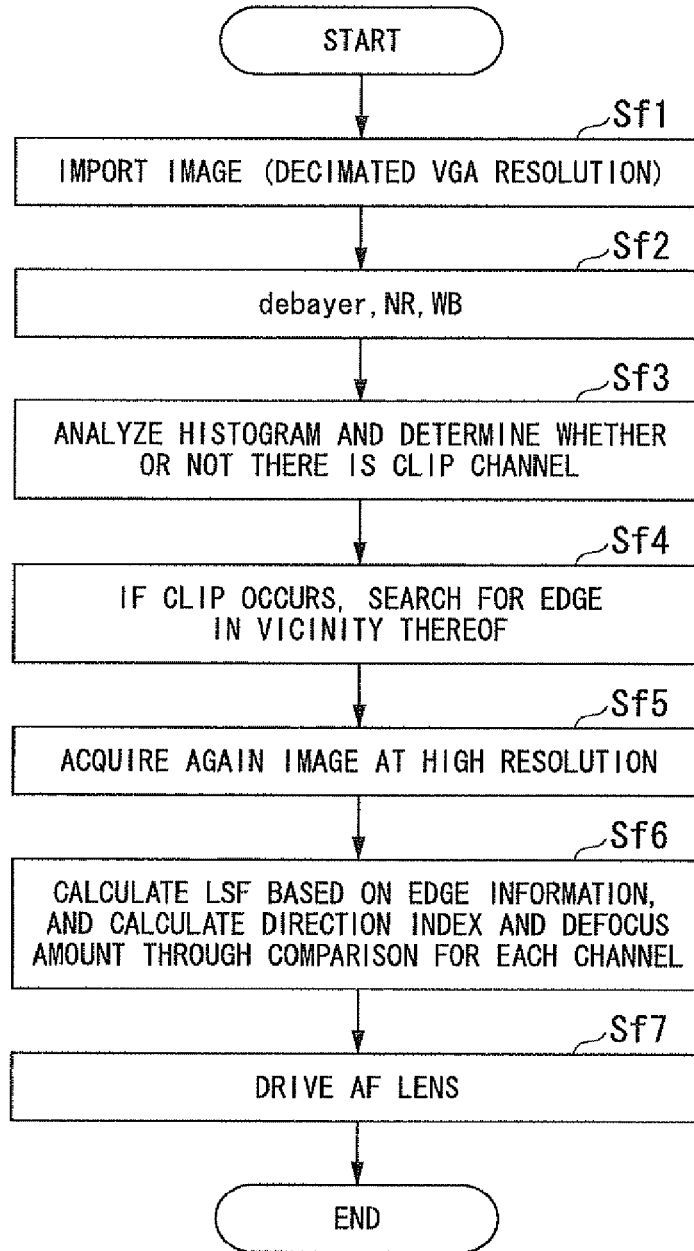 START
Sf1
IMPORT IMAGE (DECIMATED VGA RESOLUTION)
Sf2
debayer, NR, WB
Sf3
ANALYZE HISTOGRAM AND DETERMINE WHETHER
OR NOT THERE IS CLIP CHANNEL
Sf4
IF CLIP OCCURS, SEARCH FOR EDGE
IN VICINITY THEREOF
Sf5
ACQUIRE AGAIN IMAGE AT HIGH RESOLUTION
Sf6
CALCULATE LSF BASED ON EDGE INFORMATION,
AND CALCULATE DIRECTION INDEX AND DEFOCUS
AMOUNT THROUGH COMPARISON FOR EACH CHANNEL
Sf7
DRIVE AF LENS
END